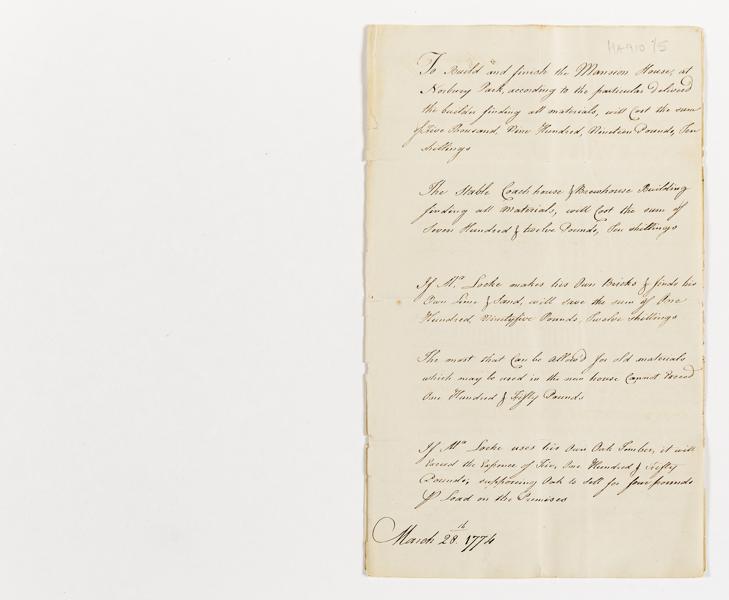 HA910/5
To Build and finish the Mansion House, at
Norbury Park, according to the particular Deliver'd
the builder finding all materials, will Cost the sum
of Five Thousand, Nine Hundred, Nineteen Pounds, Ten
shillings
The Stable Coach house & Brewhouse Building
finding all materials, will Cost the sum of
Seven Hundred & twelve Pounds, Ten shillings
If Mr. Locke makes his Own Bricks & finds his
Own Lime & Sand, will save the sum of One
Hundred, Ninetyfive Pounds, Twelve shillings
The most that Can be allow'd for old materials
which may be used in the new house Cannot Exceed
One Hundred & Fifty Pounds
If Mr. Locke uses his Own Oak Timber, it will
Exceed the Expence of Fir, One Hundred & Fifty
Pounds, supposing Oak to sell for four pounds
⅌ Load on the Premises
March 28th. 1774